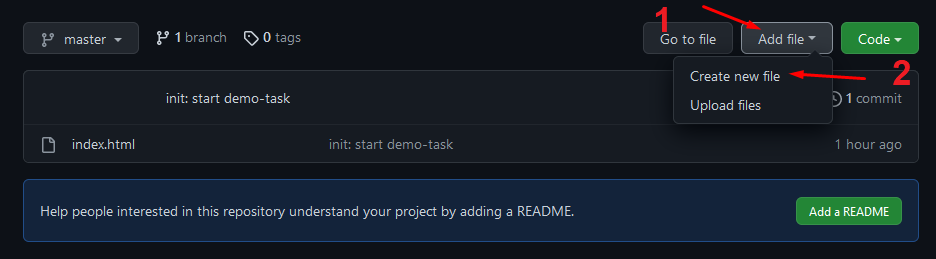 1
master 1 branch 0 tags Go to file Add file Code
2
Create new file
init: start demo-task 1 commit
Upload files
index.html init: start demo-task 1 hour ago
Help people interested in this repository understand your project by adding a README. Add a README